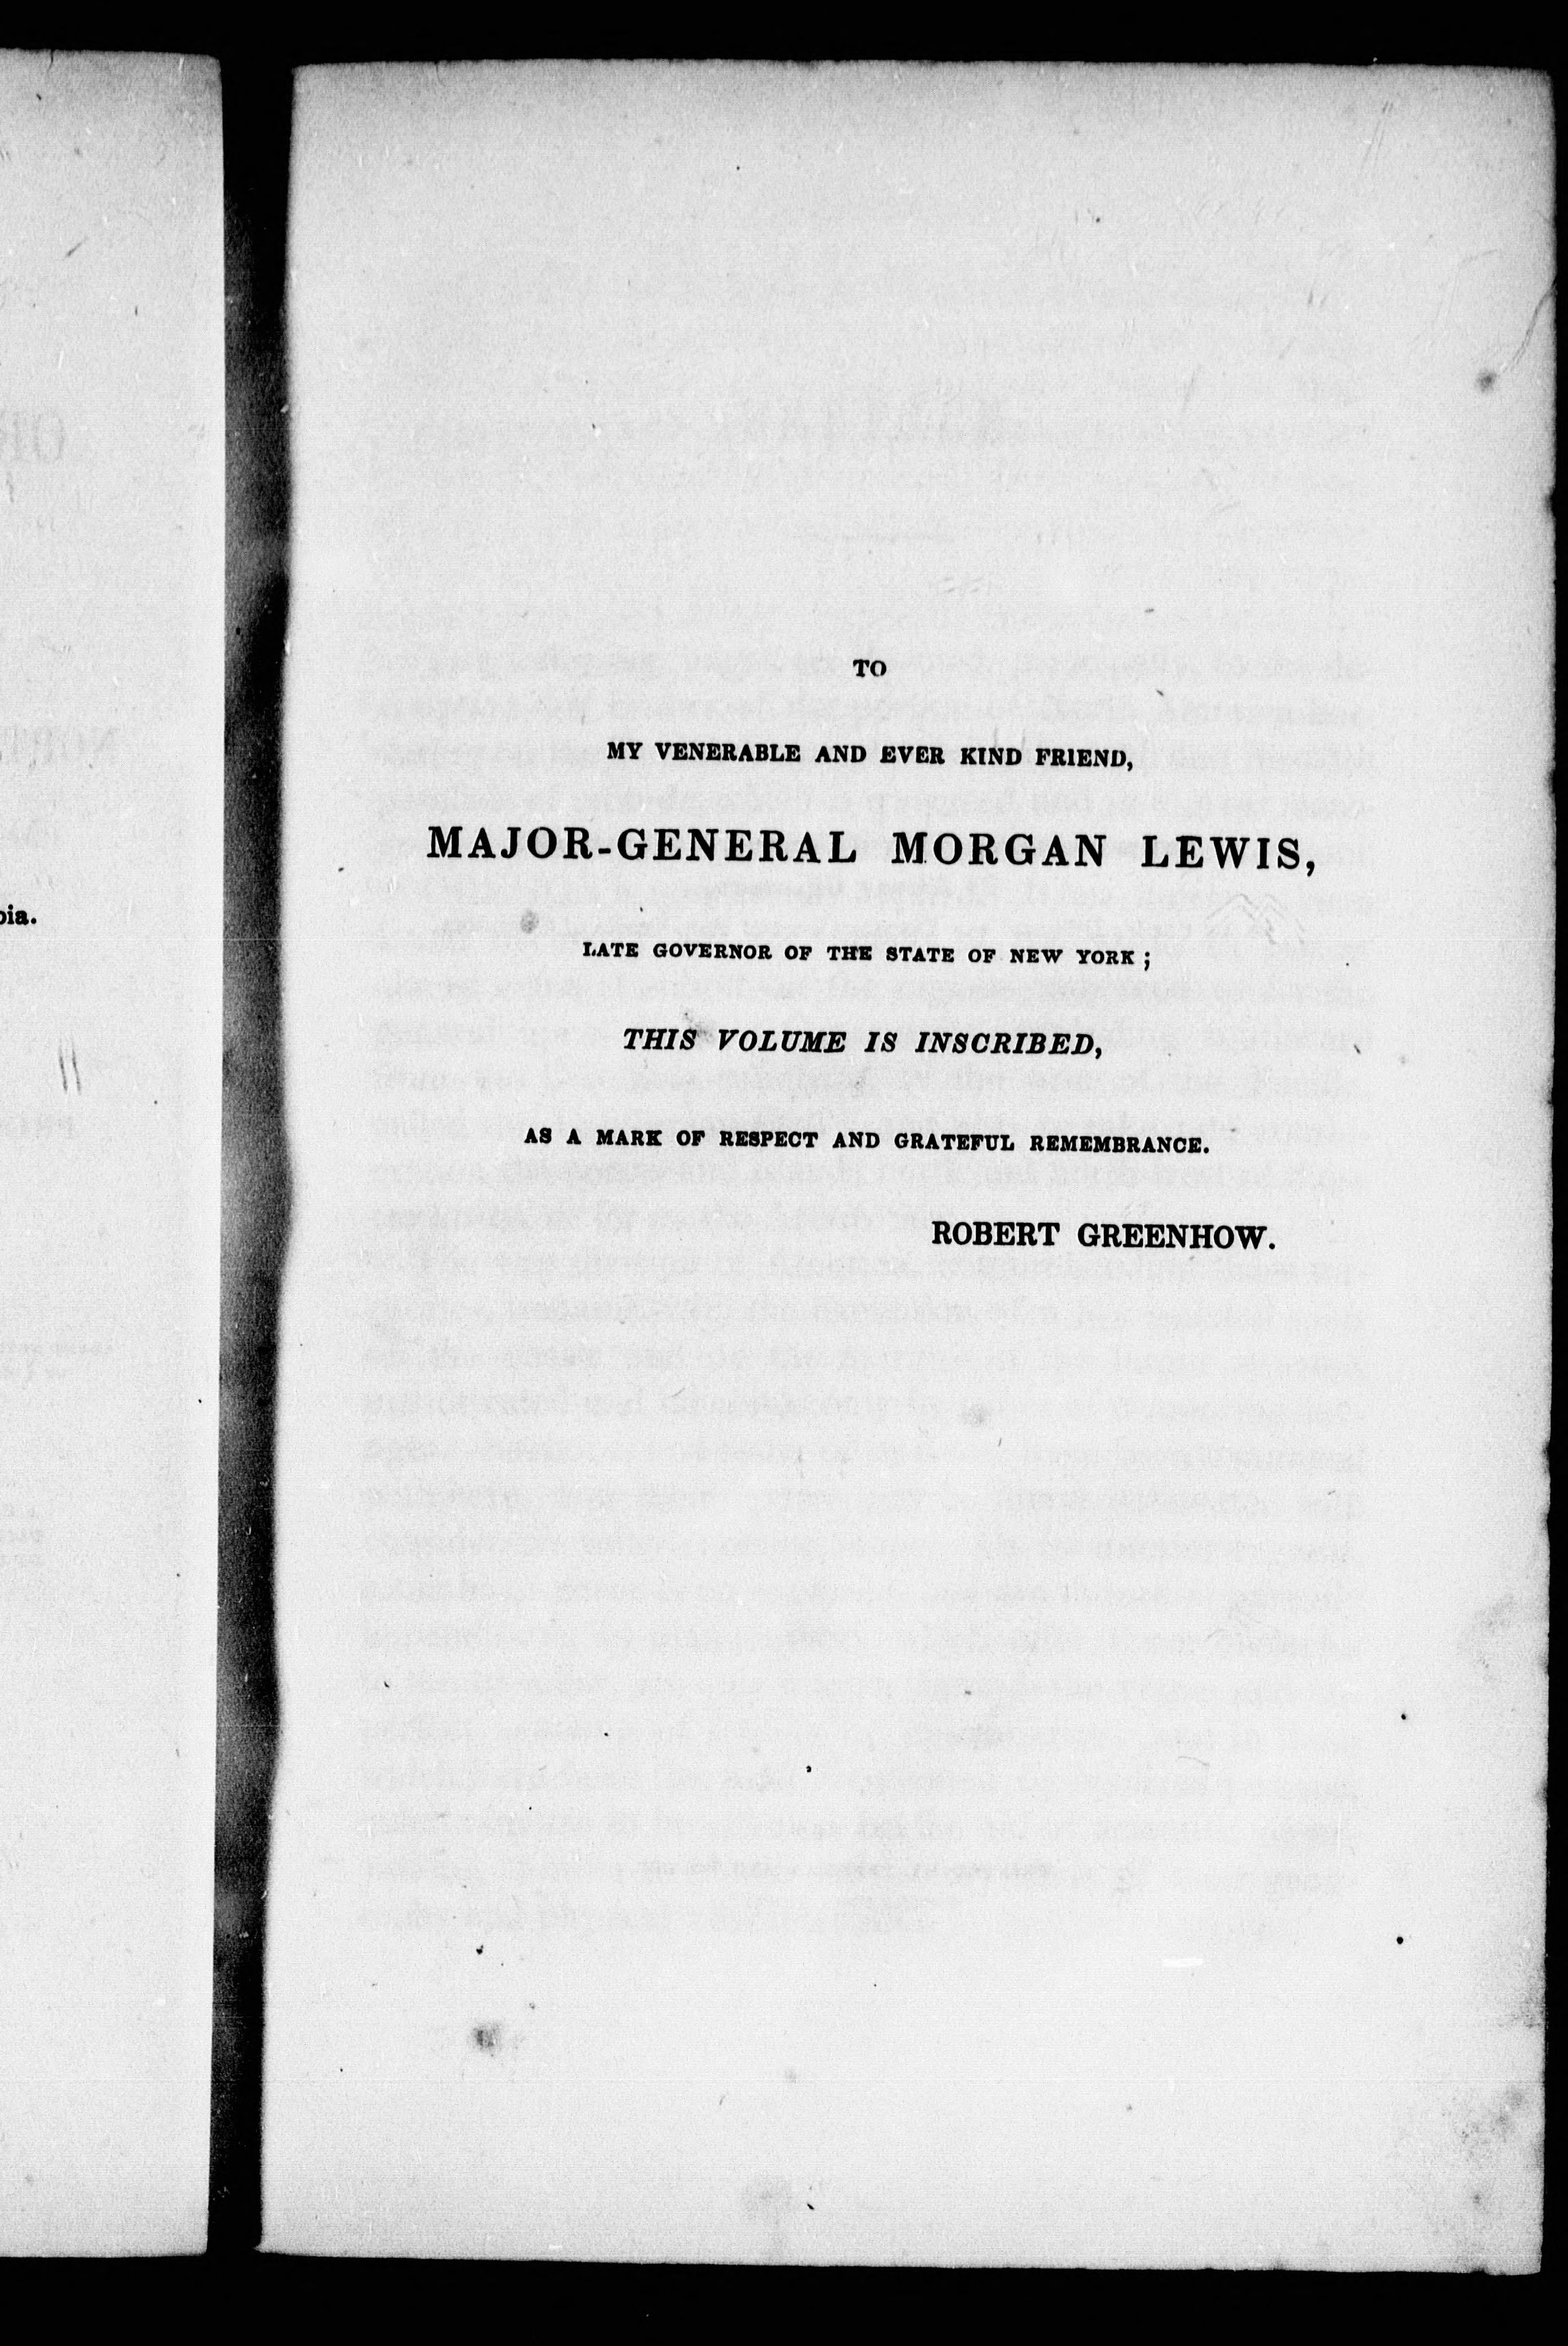 TO
MY VENERABLE AND EVER KIND FRIEND,
MAJOR-GENERAL MORGAN LEWIS,
LATE GOVERNOR OF THE STATE OF NEW YORK;
THIS VOLUME IS INSCRIBED,
AS A MARK OF RESPECT AND GRATEFUL REMEMBRANCE.
ROBERT GREENHOW.